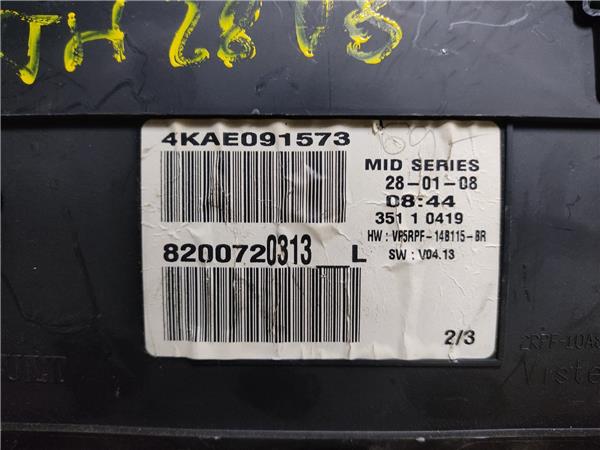 4KAE091573
MID SERIES
28-01-08
08:44
351 1 0419
HW : VP5RPF-14B115-BR
SW : V04.13
8200720313__L
2/3